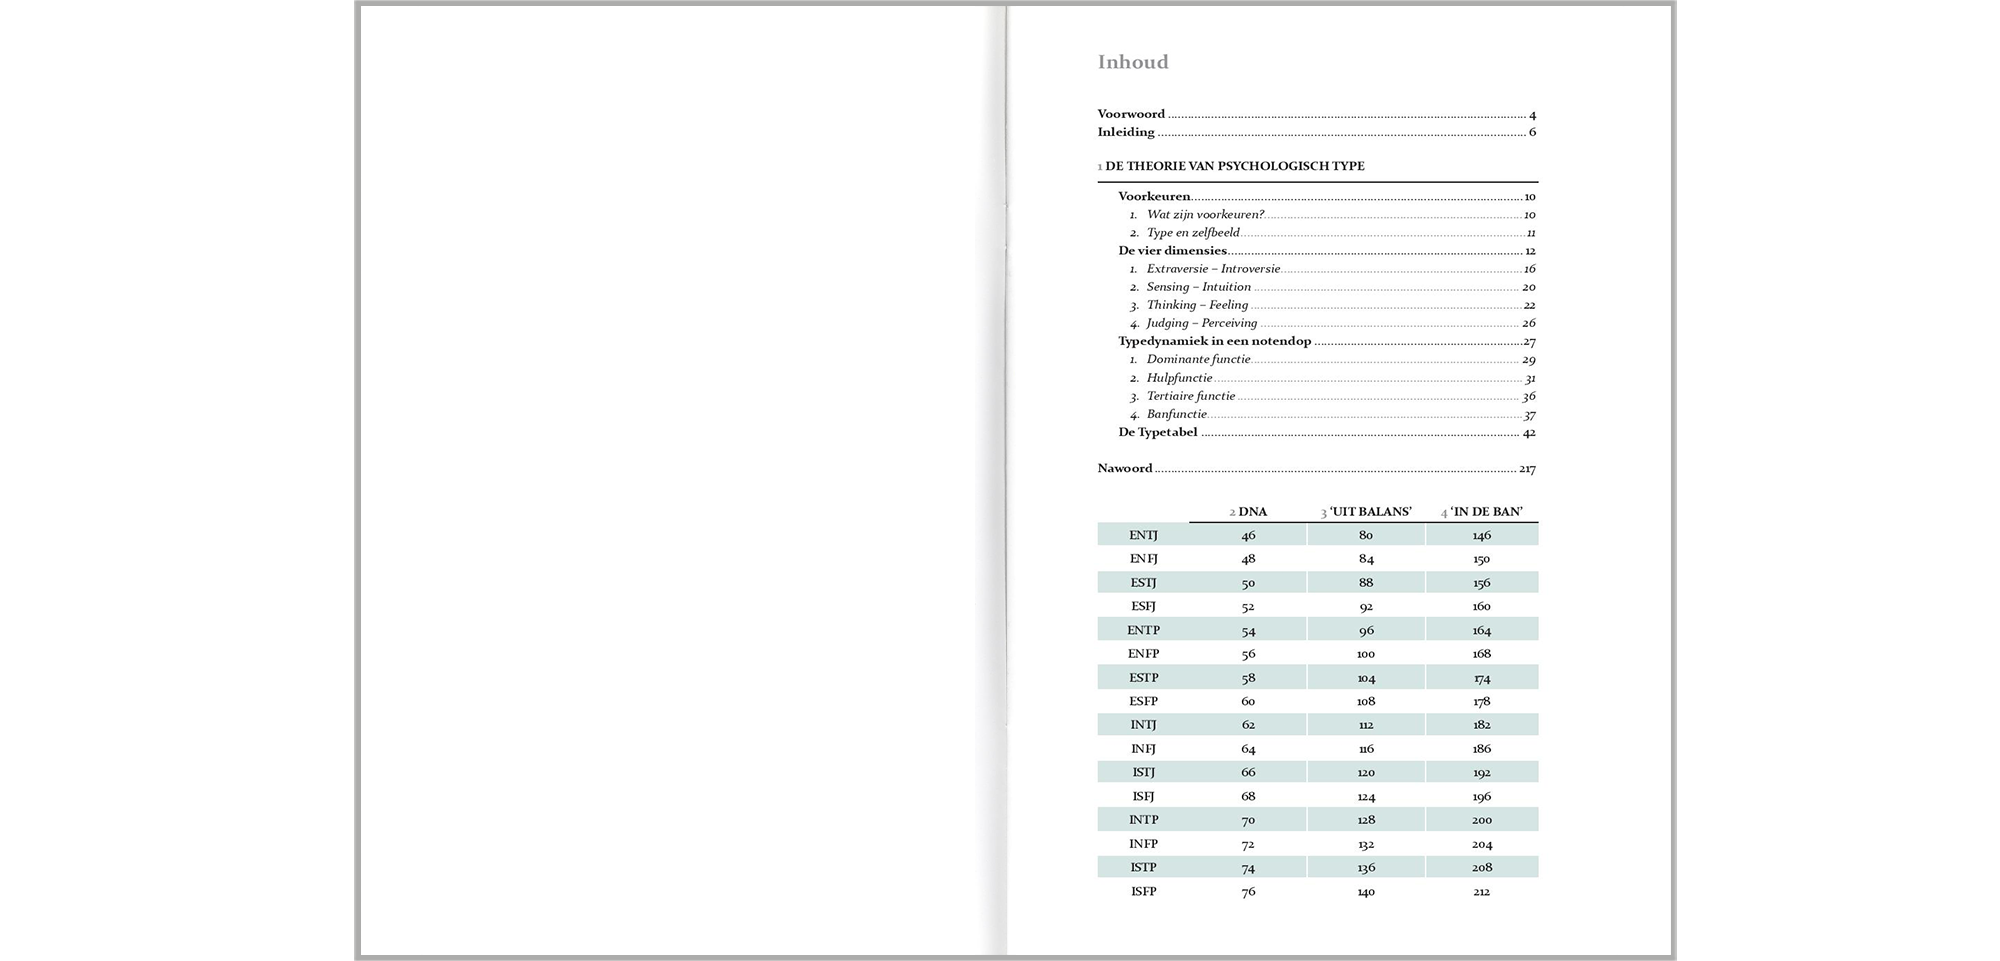 Inhoud
Voorwoord ........ 4
Inleiding ........ 6
1 DE THEORIE VAN PSYCHOLOGISCH TYPE
Voorkeuren ........ 10
1. Wat zijn voorkeuren? ........ 10
2. Type en zelfbeeld ........ 11
De vier dimensies ........ 12
1. Extraversie – Introversie ........ 16
2. Sensing – Intuition ........ 20
3. Thinking – Feeling ........ 22
4. Judging – Perceiving ........ 26
Typedynamiek in een notendop ........ 27
1. Dominante functie ........ 29
2. Hulpfunctie ........ 31
3. Tertiaire functie ........ 36
4. Banfunctie ........ 37
De Typetabel ........ 42
Nawoord ........ 217
2 DNA 3 ‘UIT BALANS’ 4 ‘IN DE BAN’
ENTJ 46 80 146
ENFJ 48 84 150
ESTJ 50 88 156
ESFJ 52 92 160
ENTP 54 96 164
ENFP 56 100 168
ESTP 58 104 174
ESFP 60 108 178
INTJ 62 112 182
INFJ 64 116 186
ISTJ 66 120 192
ISFJ 68 124 196
INTP 70 128 200
INFP 72 132 204
ISTP 74 136 208
ISFP 76 140 212